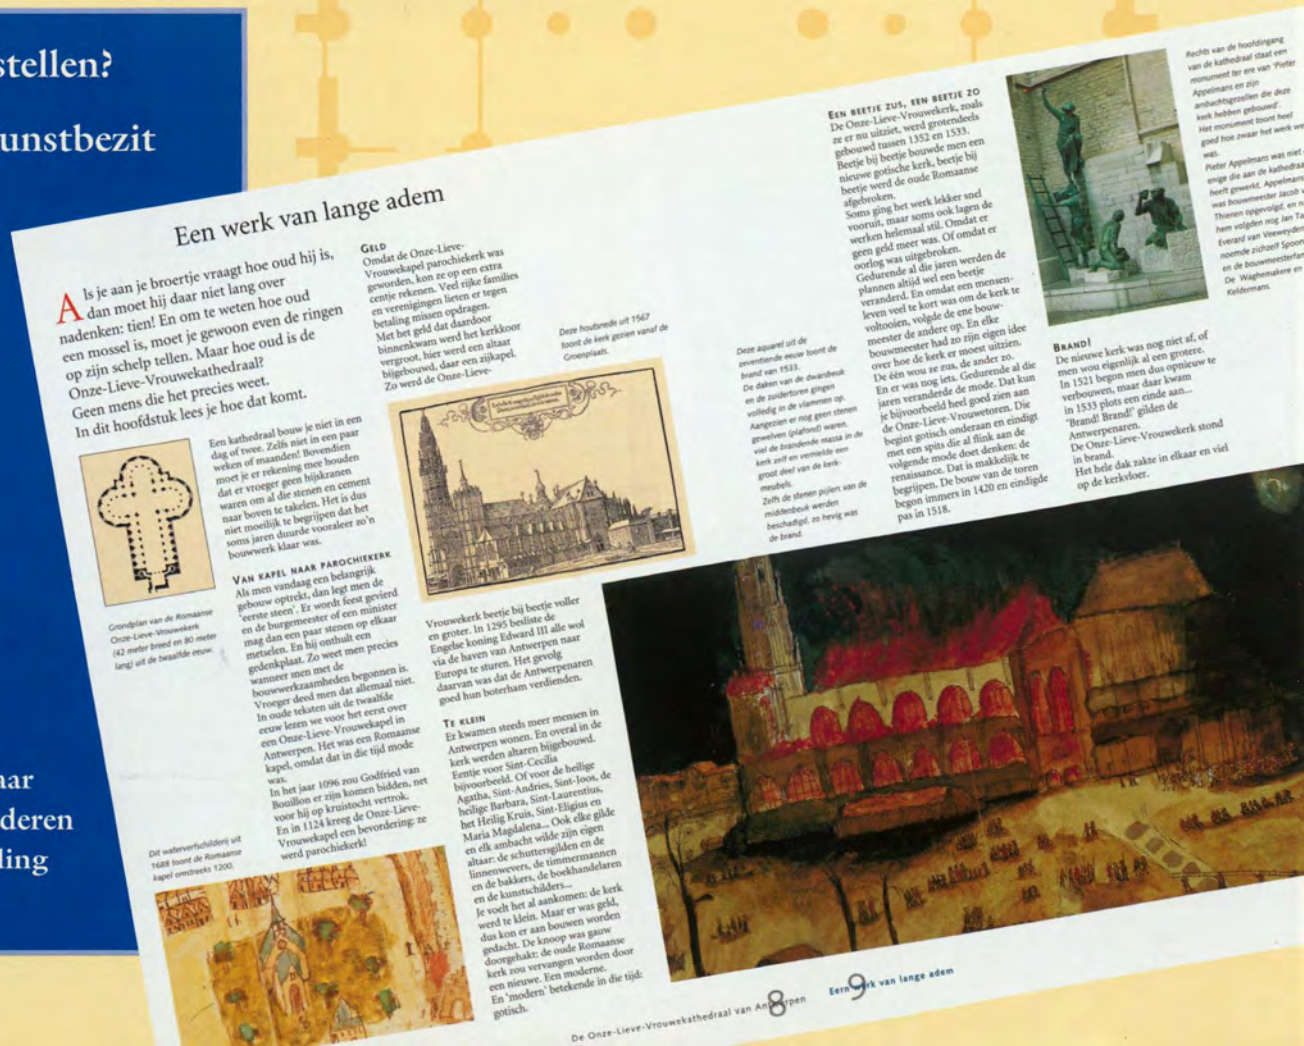 stellen?
unstbezit
aar
deren
ling
Een werk van lange adem
Als je aan je broertje vraagt hoe oud hij is,
dan moet hij daar niet lang over
nadenken: tien! En om te weten hoe oud
een mossel is, moet je gewoon even de ringen
op zijn schelp tellen. Maar hoe oud is de
Onze-Lieve-Vrouwekathedraal?
Geen mens die het precies weet.
In dit hoofdstuk lees je hoe dat komt.
Een kathedraal bouw je niet in een
dag of twee. Zelfs niet in een paar
weken of maanden! Bovendien
moet je er rekening mee houden
dat er vroeger geen hijskranen
waren om al die stenen en cement
naar boven te takelen. Het is dus
niet moeilijk te begrijpen dat het
soms jaren duurde vooraleer zo'n
bouwwerk klaar was.
Grondplan van de Romaanse
Onze-Lieve-Vrouwekerk
(42 meter breed en 80 meter
lang) uit de twaalfde eeuw.
VAN KAPEL NAAR PAROCHIEKERK
Als men vandaag een belangrijk
gebouw optrekt, dan legt men de
'eerste steen'. Er wordt feest gevierd
en de burgemeester of een minister
mag dan een paar stenen op elkaar
metselen. En hij onthult een
gedenkplaat. Zo weet men precies
wanneer men met de
bouwwerkzaamheden begonnen is.
Vroeger deed men dat allemaal niet.
In oude teksten uit de twaalfde
eeuw lezen we voor het eerst over
een Onze-Lieve-Vrouwekapel in
Antwerpen. Het was een Romaanse
kapel, omdat dat in die tijd mode
was.
In het jaar 1096 zou Godfried van
Bouillon er zijn komen bidden, net
voor hij op kruistocht vertrok.
En in 1124 kreeg de Onze-Lieve-
Vrouwekapel een bevordering: ze
werd parochiekerk!
Dit waterverfschilderij uit
1688 toont de Romaanse
kapel omstreeks 1200.
GELD
Omdat de Onze-Lieve-
Vrouwekapel parochiekerk was
geworden, kon ze op een extra
centje rekenen. Veel rijke families
en verenigingen lieten er tegen
betaling missen opdragen.
Met het geld dat daardoor
binnenkwam werd het kerkkoor
vergroot, hier werd een altaar
bijgebouwd, daar een zijkapel.
Zo werd de Onze-Lieve-
Deze houtsnede uit 1567
toont de kerk gezien vanaf de
Groenplaats.
Vrouwekerk beetje bij beetje voller
en groter. In 1295 besliste de
Engelse koning Edward III alle wol
via de haven van Antwerpen naar
Europa te sturen. Het gevolg
daarvan was dat de Antwerpenaren
goed hun boterham verdienden.
TE KLEIN
Er kwamen steeds meer mensen in
Antwerpen wonen. En overal in de
kerk werden altaren bijgebouwd.
Eentje voor Sint-Cecilia
bijvoorbeeld. Of voor de heilige
Agatha, Sint-Andries, Sint-Joos, de
heilige Barbara, Sint-Laurentius,
het Heilig Kruis, Sint-Eligius en
Maria Magdalena... Ook elke gilde
en elk ambacht wilde zijn eigen
altaar: de schuttersgilden en de
linnenwevers, de timmermannen
en de bakkers, de boekhandelaren
en de kunstschilders...
Je voelt het al aankomen: de kerk
werd te klein. Maar er was geld,
dus kon er aan bouwen worden
gedacht. De knoop was gauw
doorgehakt: de oude Romaanse
kerk zou vervangen worden door
een nieuwe. Een moderne.
En 'modern' betekende in die tijd:
gotisch.
De Onze-Lieve-Vrouwekathedraal van Antwerpen
8
Deze aquarel uit de
zeventiende eeuw toont de
brand van 1533.
De daken van de dwarsbeuk
en de zuidertoren gingen
volledig in de vlammen op.
Aangezien er nog geen stenen
gewelven (plafond) waren,
viel de brandende massa in de
kerk zelf en vernielde een
groot deel van de kerk-
meubels.
Zelfs de stenen pijlers van de
middenbeuk werden
beschadigd, zo hevig was
de brand.
EEN BEETJE ZUS, EEN BEETJE ZO
De Onze-Lieve-Vrouwekerk, zoals
ze er nu uitziet, werd grotendeels
gebouwd tussen 1352 en 1533.
Beetje bij beetje bouwde men een
nieuwe gotische kerk, beetje bij
beetje werd de oude Romaanse
afgebroken.
Soms ging het werk lekker snel
vooruit, maar soms ook lagen de
werken helemaal stil. Omdat er
geen geld meer was. Of omdat er
oorlog was uitgebroken.
Gedurende al die jaren werden de
plannen altijd wel een beetje
veranderd. En omdat een mensen-
leven veel te kort was om de kerk te
voltooien, volgde de ene bouw-
meester de andere op. En elke
bouwmeester had zo zijn eigen idee
over hoe de kerk er moest uitzien.
De één wou ze zus, de ander zo.
En er was nog iets. Gedurende al die
jaren veranderde de mode. Dat kun
je bijvoorbeeld heel goed zien aan
de Onze-Lieve-Vrouwetoren. Die
begint gotisch onderaan en eindigt
met een spits die al flink aan de
volgende mode doet denken: de
renaissance. Dat is makkelijk te
begrijpen. De bouw van de toren
begon immers in 1420 en eindigde
pas in 1518.
Rechts van de hoofdingang
van de kathedraal staat een
monument ter ere van 'Pieter
Appelmans en zijn
ambachtsgezellen die deze
kerk hebben gebouwd'.
Het monument toont heel
goed hoe zwaar het werk we
was.
Pieter Appelmans was niet
enige die aan de kathedraa
heeft gewerkt. Appelmans
was bouwmeester Jacob v
Thienen opgevolgd, en n
hem volgden nog Jan Ta
Everard van Veeweyden
noemde zichzelf Spoor
en de bouwmeesterfam
De Waghemakere en
Keldermans.
BRAND!
De nieuwe kerk was nog niet af, of
men wou eigenlijk al een grotere.
In 1521 begon men dus opnieuw te
verbouwen, maar daar kwam
in 1533 plots een einde aan...
'Brand! Brand!' gilden de
Antwerpenaren.
De Onze-Lieve-Vrouwekerk stond
in brand.
Het hele dak zakte in elkaar en viel
op de kerkvloer.
9
Een werk van lange adem